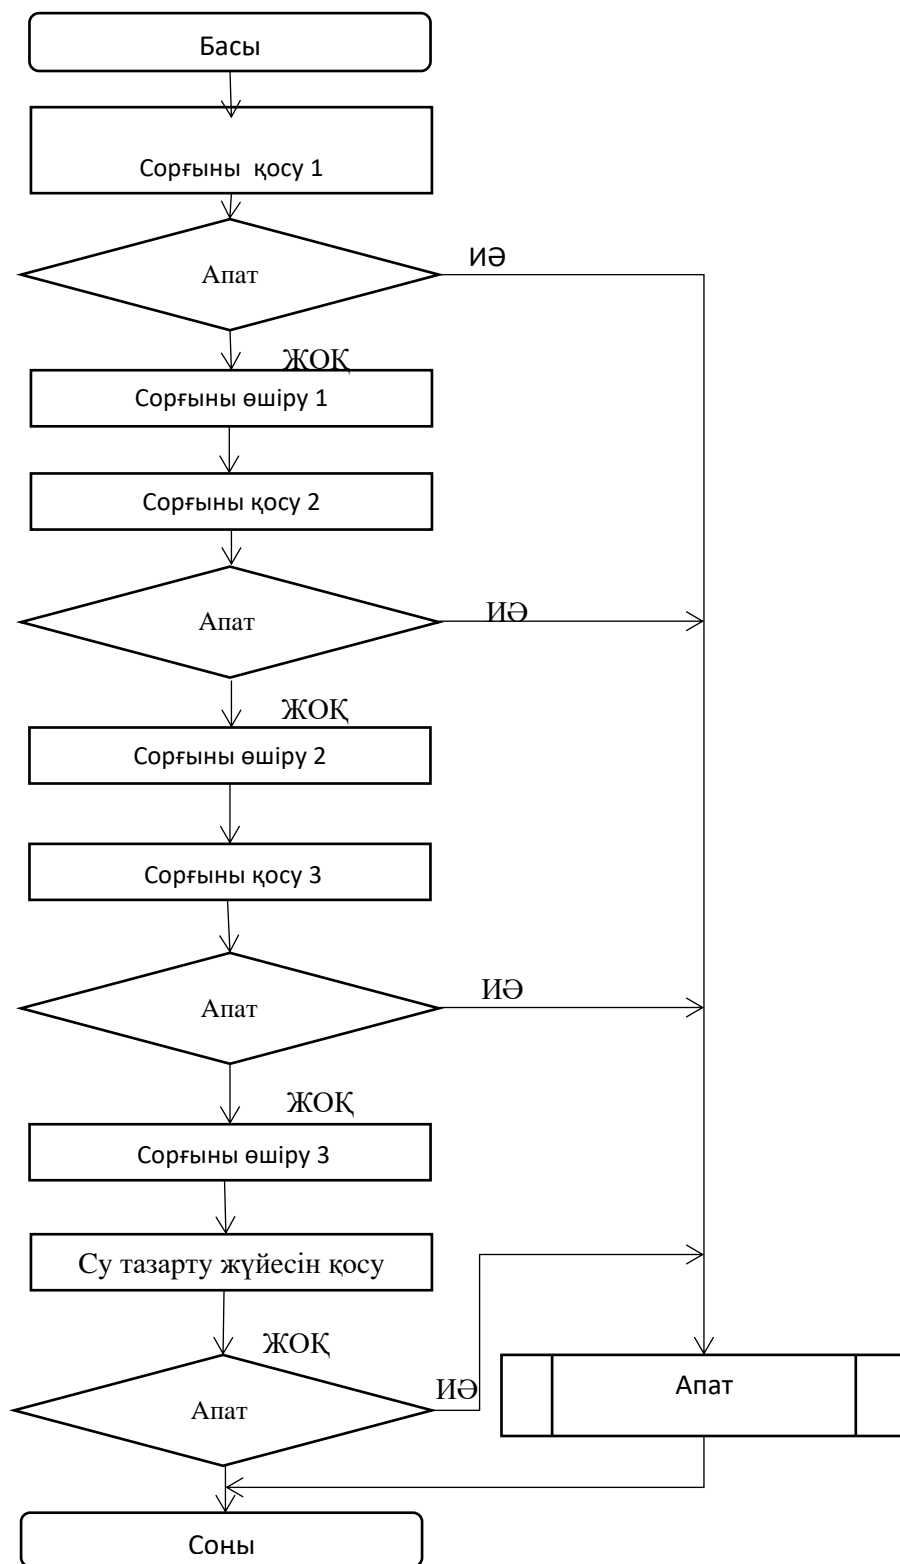 Басы
Сорғыны қосу 1
Апат
ИӘ
ЖОҚ
Сорғыны өшіру 1
Сорғыны қосу 2
Апат
ИӘ
ЖОҚ
Сорғыны өшіру 2
Сорғыны қосу 3
Апат
ИӘ
ЖОҚ
Сорғыны өшіру 3
Су тазарту жүйесін қосу
ЖОҚ
Апат
ИӘ
Апат
Соңы